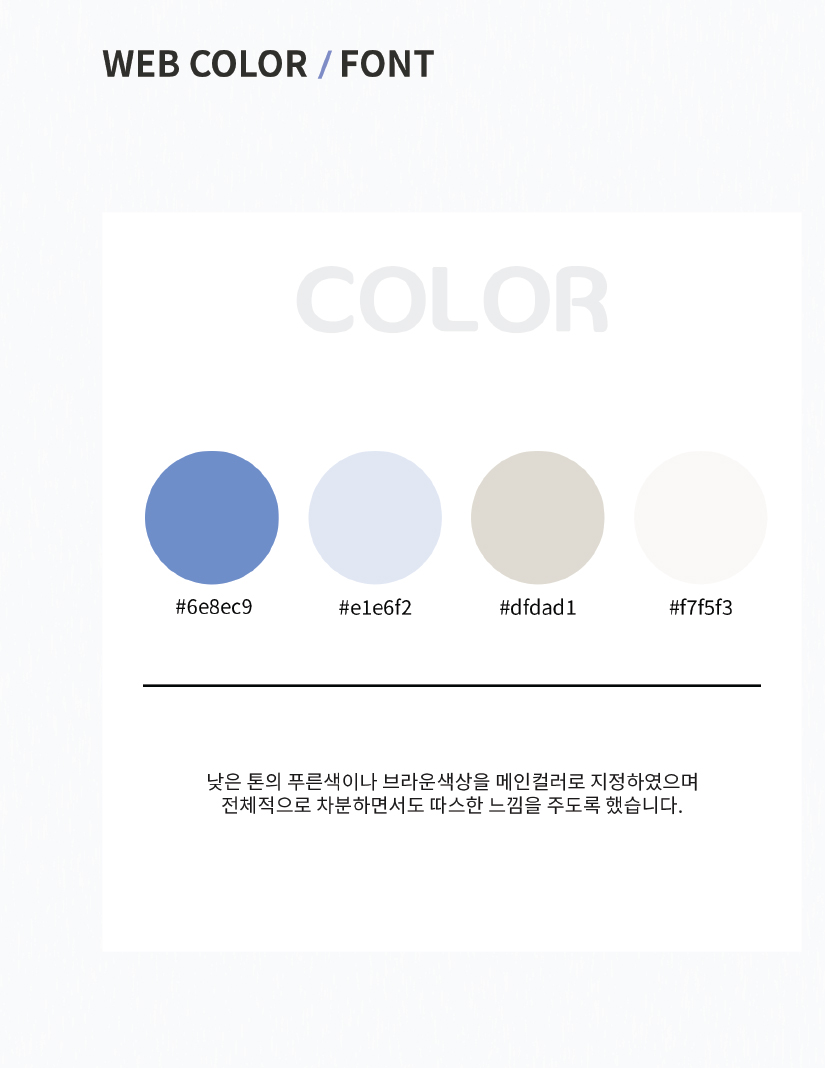 WEB COLOR / FONT
COLOR
#6e8ec9
#e1e6f2
#dfdad1
#f7f5f3
낮은 톤의 푸른색이나 브라운색상을 메인컬러로 지정하였으며
전체적으로 차분하면서도 따스한 느낌을 주도록 했습니다.